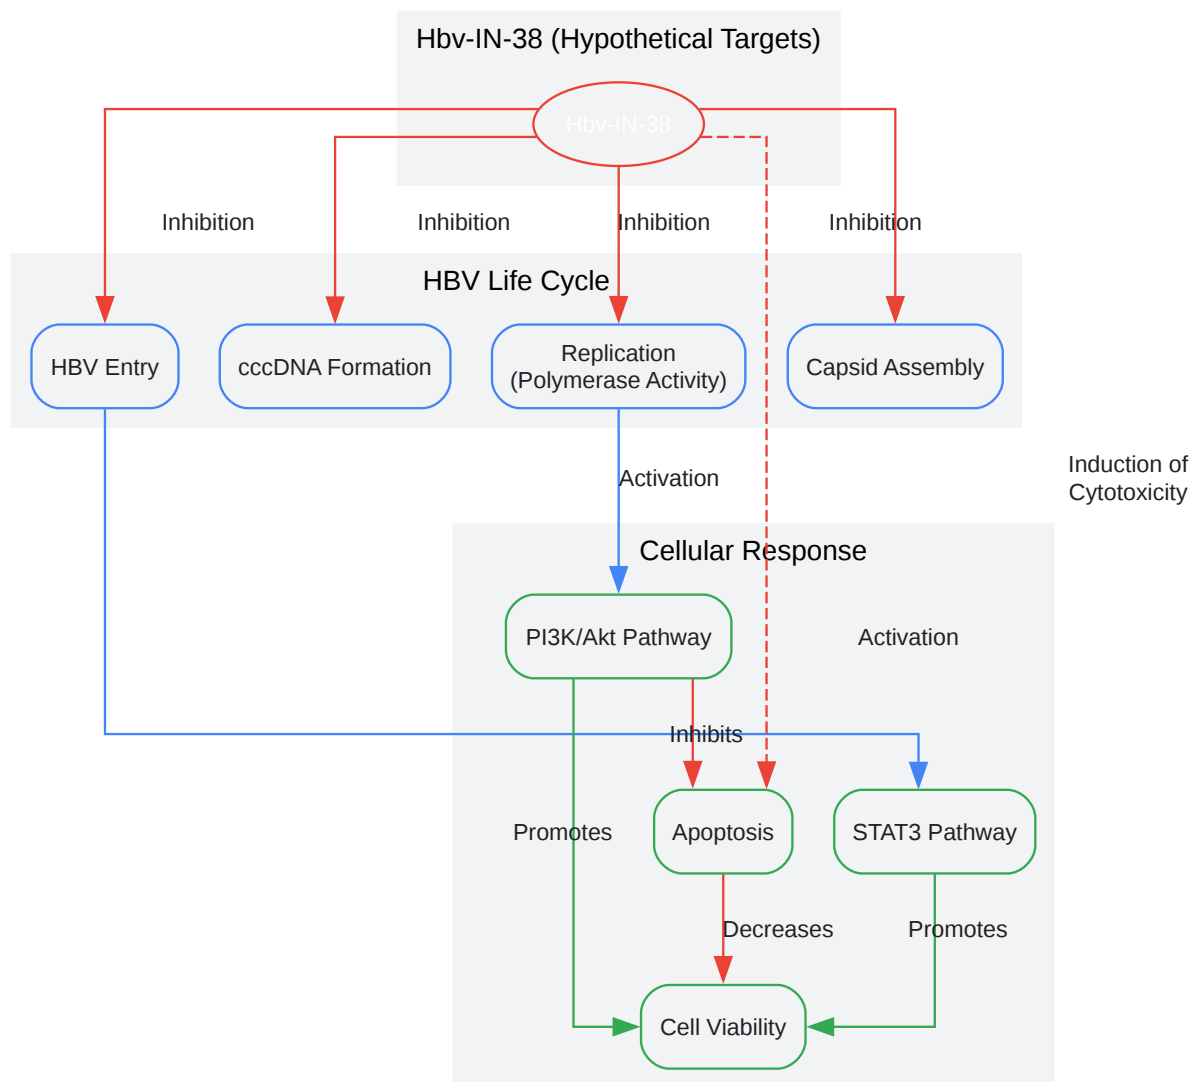 Hbv-IN-38 (Hypothetical Targets)
Hbv-IN-38
Inhibition
Inhibition
Inhibition
Inhibition
HBV Life Cycle
HBV Entry
cccDNA Formation
Replication
(Polymerase Activity)
Capsid Assembly
Activation
Induction of
Cytotoxicity
Cellular Response
PI3K/Akt Pathway
Activation
Inhibits
Promotes
Apoptosis
STAT3 Pathway
Decreases
Promotes
Cell Viability